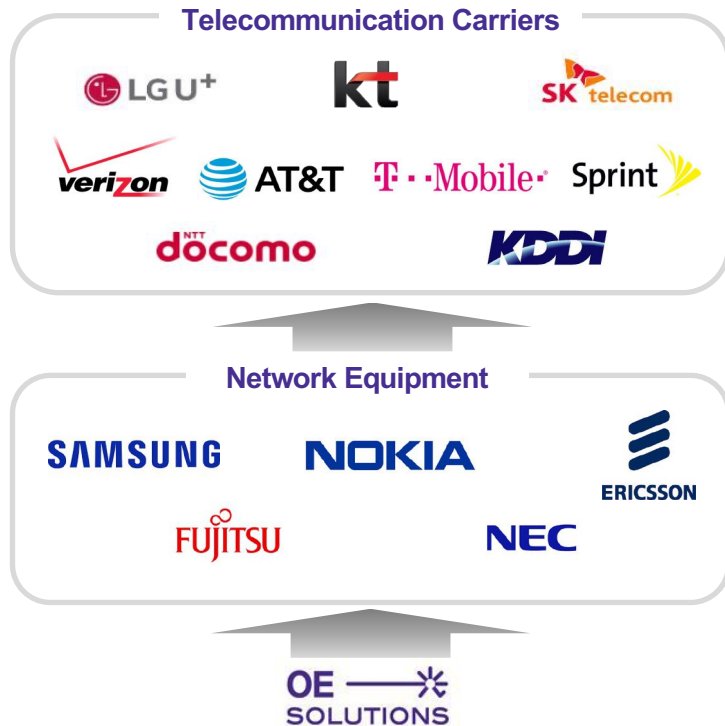 Telecommunication Carriers
LG U+
kt
SK telecom
verizon
AT&T
T··Mobile·
Sprint
NTT
döcomo
KDDI
Network Equipment
SAMSUNG
NOKIA
ERICSSON
FUJITSU
NEC
OE
SOLUTIONS